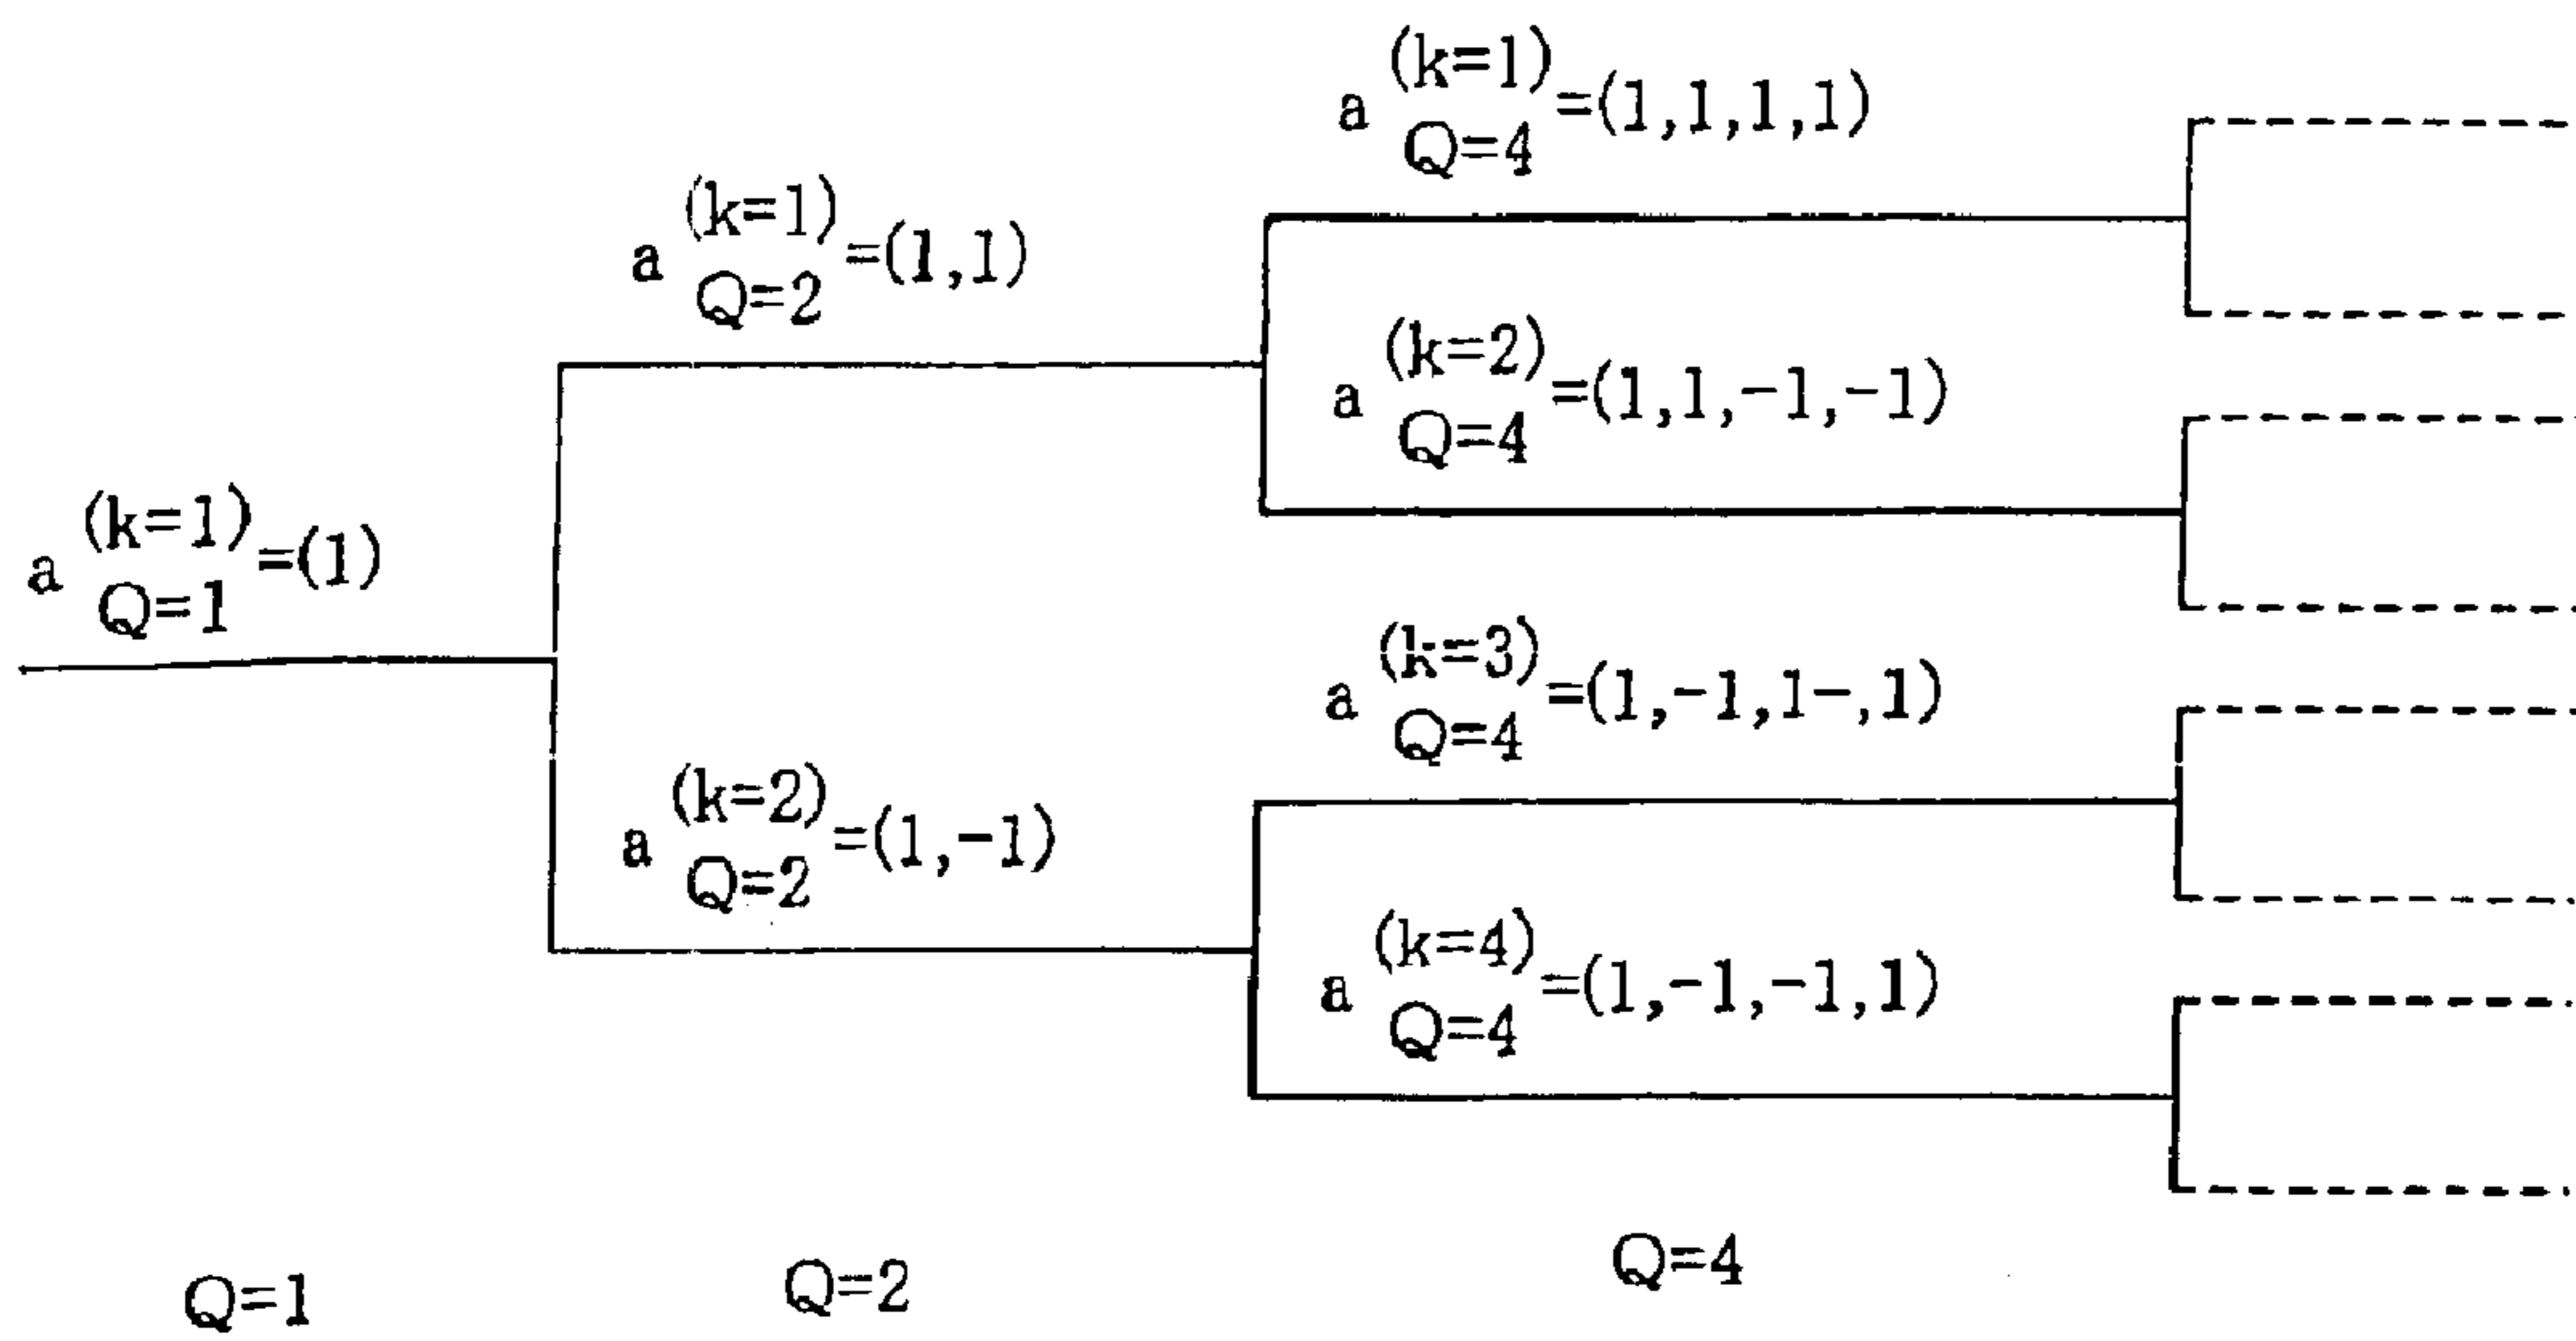 a (k=1) Q=4 =(1,1,1,1)
a (k=1) Q=2 =(1,1)
a (k=2) Q=4 =(1,1,-1,-1)
a (k=1) Q=1 =(1)
a (k=3) Q=4 =(1,-1,1-,1)
a (k=2) Q=2 =(1,-1)
a (k=4) Q=4 =(1,-1,-1,1)
Q=1
Q=2
Q=4